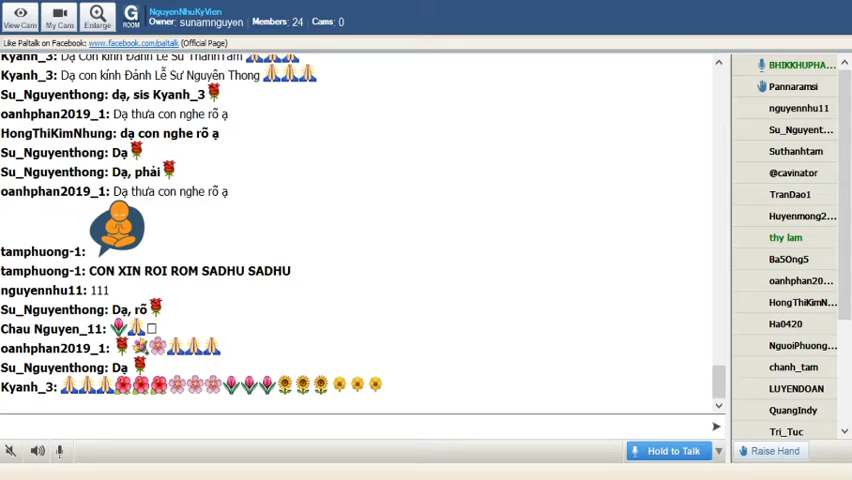 View Cam
My Cam
Enlarge
G
ROOM
NguyenNhuKyVien
Owner: sunamnguyen Members: 24 Cams: 0
Like Paltalk on Facebook: www.facebook.com/paltalk (Official Page)
Kyanh_3: Dạ Con kính Đảnh Lễ Sư ThanhTâm
Kyanh_3: Dạ con kính Đảnh Lễ Sư Nguyên Thong
Su_Nguyenthong: dạ, sis Kyanh_3
oanhphan2019_1: Dạ thưa con nghe rõ ạ
HongThiKimNhung: dạ con nghe rõ ạ
Su_Nguyenthong: Dạ
Su_Nguyenthong: Dạ, phải
oanhphan2019_1: Dạ thưa con nghe rõ ạ
tamphuong-1:
tamphuong-1: CON XIN ROI ROM SADHU SADHU
nguyennhu11: 111
Su_Nguyenthong: Dạ, rõ
Chau Nguyen_11:
oanhphan2019_1:
Su_Nguyenthong: Dạ
Kyanh_3:
Hold to Talk
BHIKKHUPHA...
Pannaramsi
nguyennhu11
Su_Nguyent...
Suthanhtam
@cavinator
TranDao1
Huyenmong2...
thy lam
Ba5Ong5
oanhphan20...
HongThiKimN...
Ha0420
NguoiPhuong...
chanh_tam
LUYENDOAN
QuangIndy
Tri_Tuc
Raise Hand